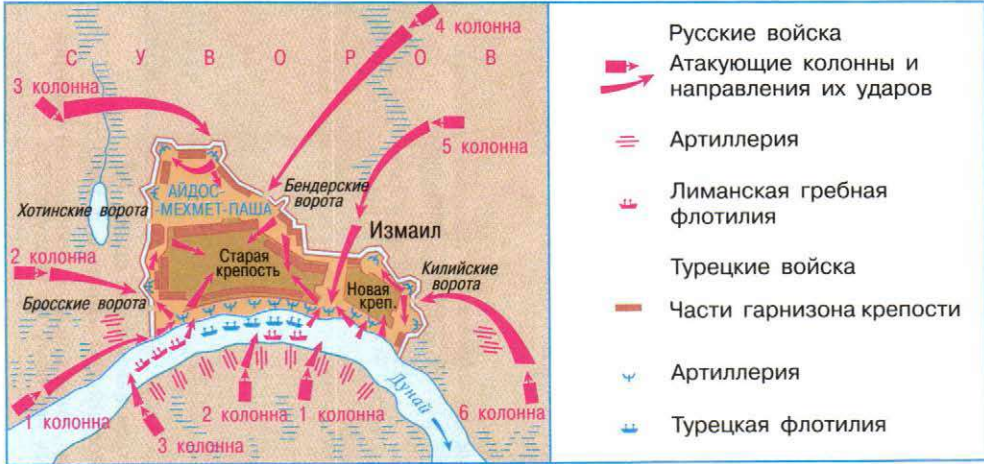 4 колонна
С У В О Р О В
3 колонна
5 колонна
АЙДОС-
-МЕХМЕТ-ПАША
Бендерские
ворота
Хотинские ворота
Измаил
2 колонна
Старая
крепость
Килийские
ворота
Новая
креп.
Бросские ворота
Дунай
1 колонна
2 колонна
1 колонна
6 колонна
3 колонна
Русские войска
Атакующие колонны и
направления их ударов
Артиллерия
Лиманская гребная
флотилия
Турецкие войска
Части гарнизона крепости
Артиллерия
Турецкая флотилия